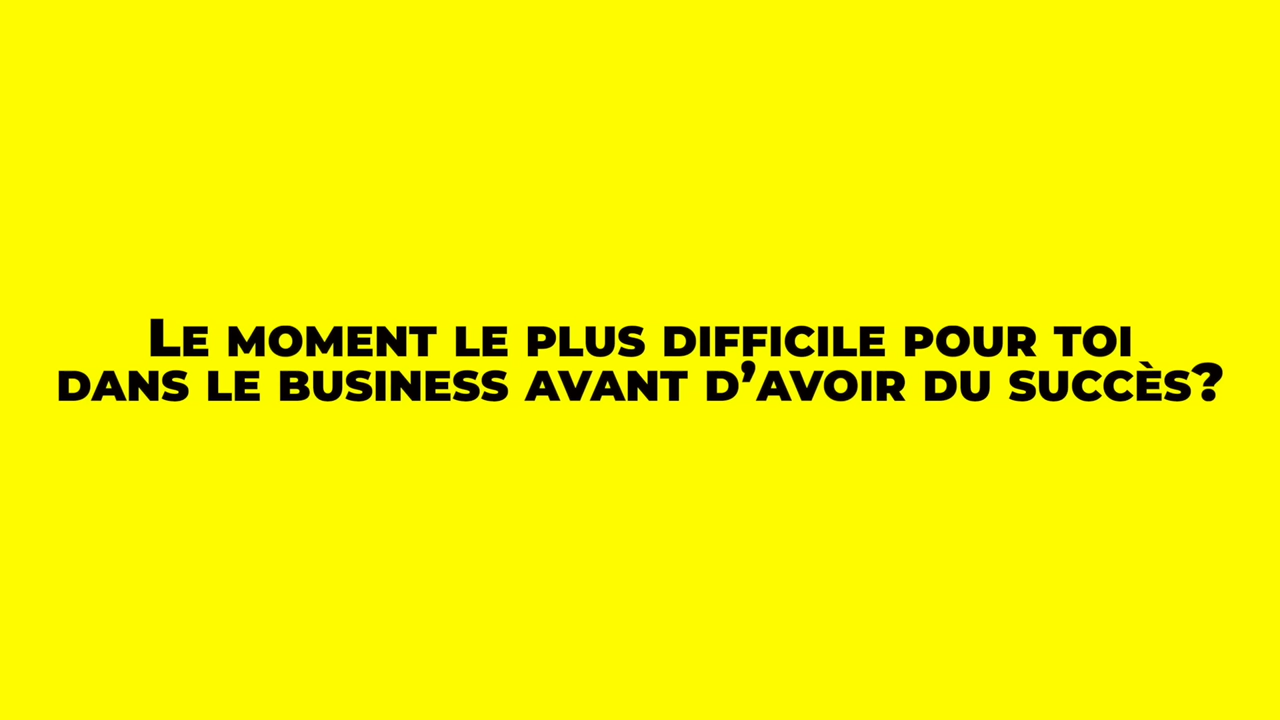 Le moment le plus difficile pour toi
dans le business avant d’avoir du succès?